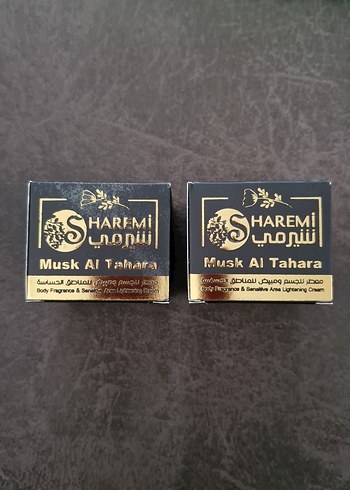 SHAREMi
شيرمي
Musk Al Tahara
معطر للجسم ومبيض للمناطق الحساسة
Body Fragrance & Sensitive Area Lightening Cream
SHAREMi
شيرمي
Musk Al Tahara
معطر للجسم ومبيض للمناطق الحساسة
Body Fragrance & Sensitive Area Lightening Cream